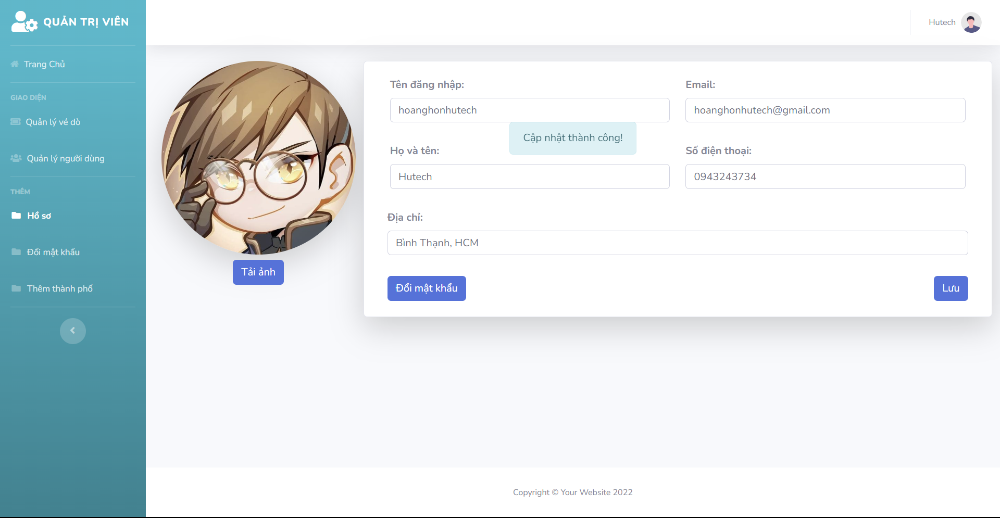 QUẢN TRỊ VIÊN
Trang Chủ
GIAO DIỆN
Quản lý vé dò
Quản lý người dùng
THÊM
Hồ sơ
Đổi mật khẩu
Thêm thành phố
Hutech
Tải ảnh
Tên đăng nhập:
Email:
hoanghonhutech
hoanghonhutech@gmail.com
Cập nhật thành công!
Họ và tên:
Số điện thoại:
Hutech
0943243734
Địa chỉ:
Bình Thạnh, HCM
Đổi mật khẩu
Lưu
Copyright © Your Website 2022